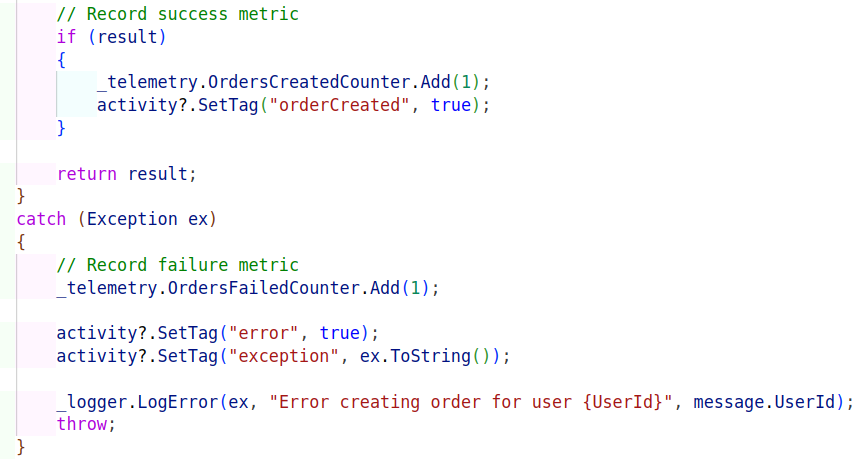 // Record success metric
if (result)
{
_telemetry.OrdersCreatedCounter.Add(1);
activity?.SetTag("orderCreated", true);
}
return result;
}
catch (Exception ex)
{
// Record failure metric
_telemetry.OrdersFailedCounter.Add(1);
activity?.SetTag("error", true);
activity?.SetTag("exception", ex.ToString());
_logger.LogError(ex, "Error creating order for user {UserId}", message.UserId);
throw;
}